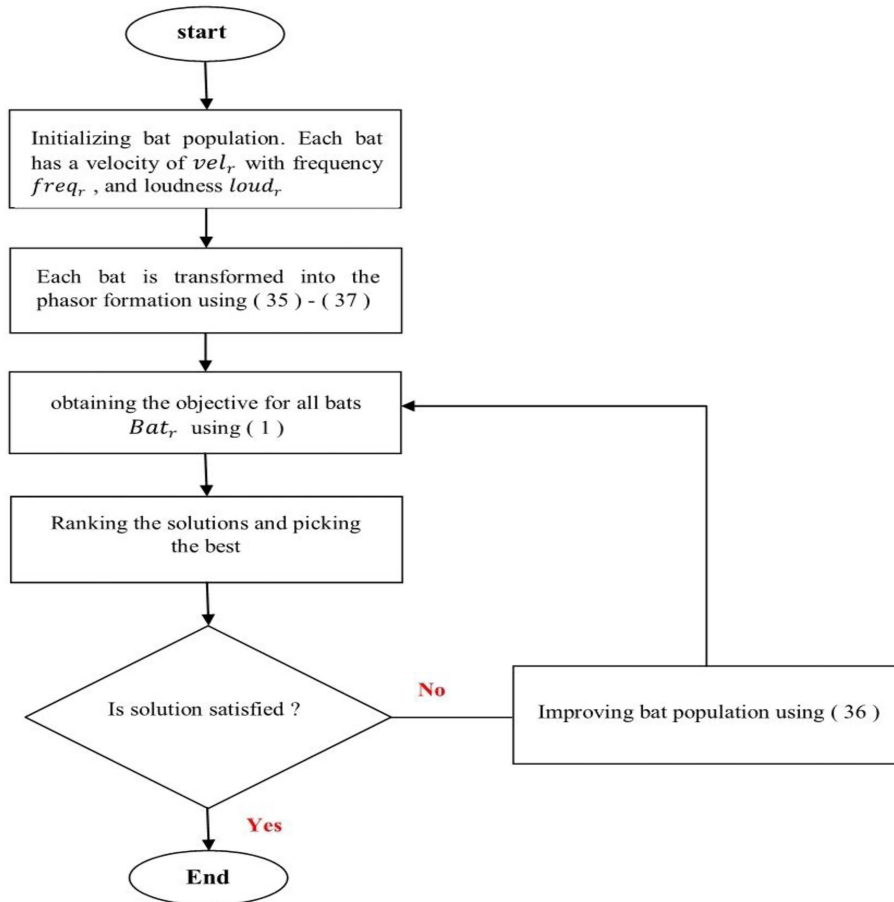 start
Initializing bat population. Each bat
has a velocity of vel_r with frequency
freq_r , and loudness loud_r
Each bat is transformed into the
phasor formation using ( 35 ) - ( 37 )
obtaining the objective for all bats
Bat_r using ( 1 )
Ranking the solutions and picking
the best
Is solution satisfied ?
No
Improving bat population using ( 36 )
Yes
End